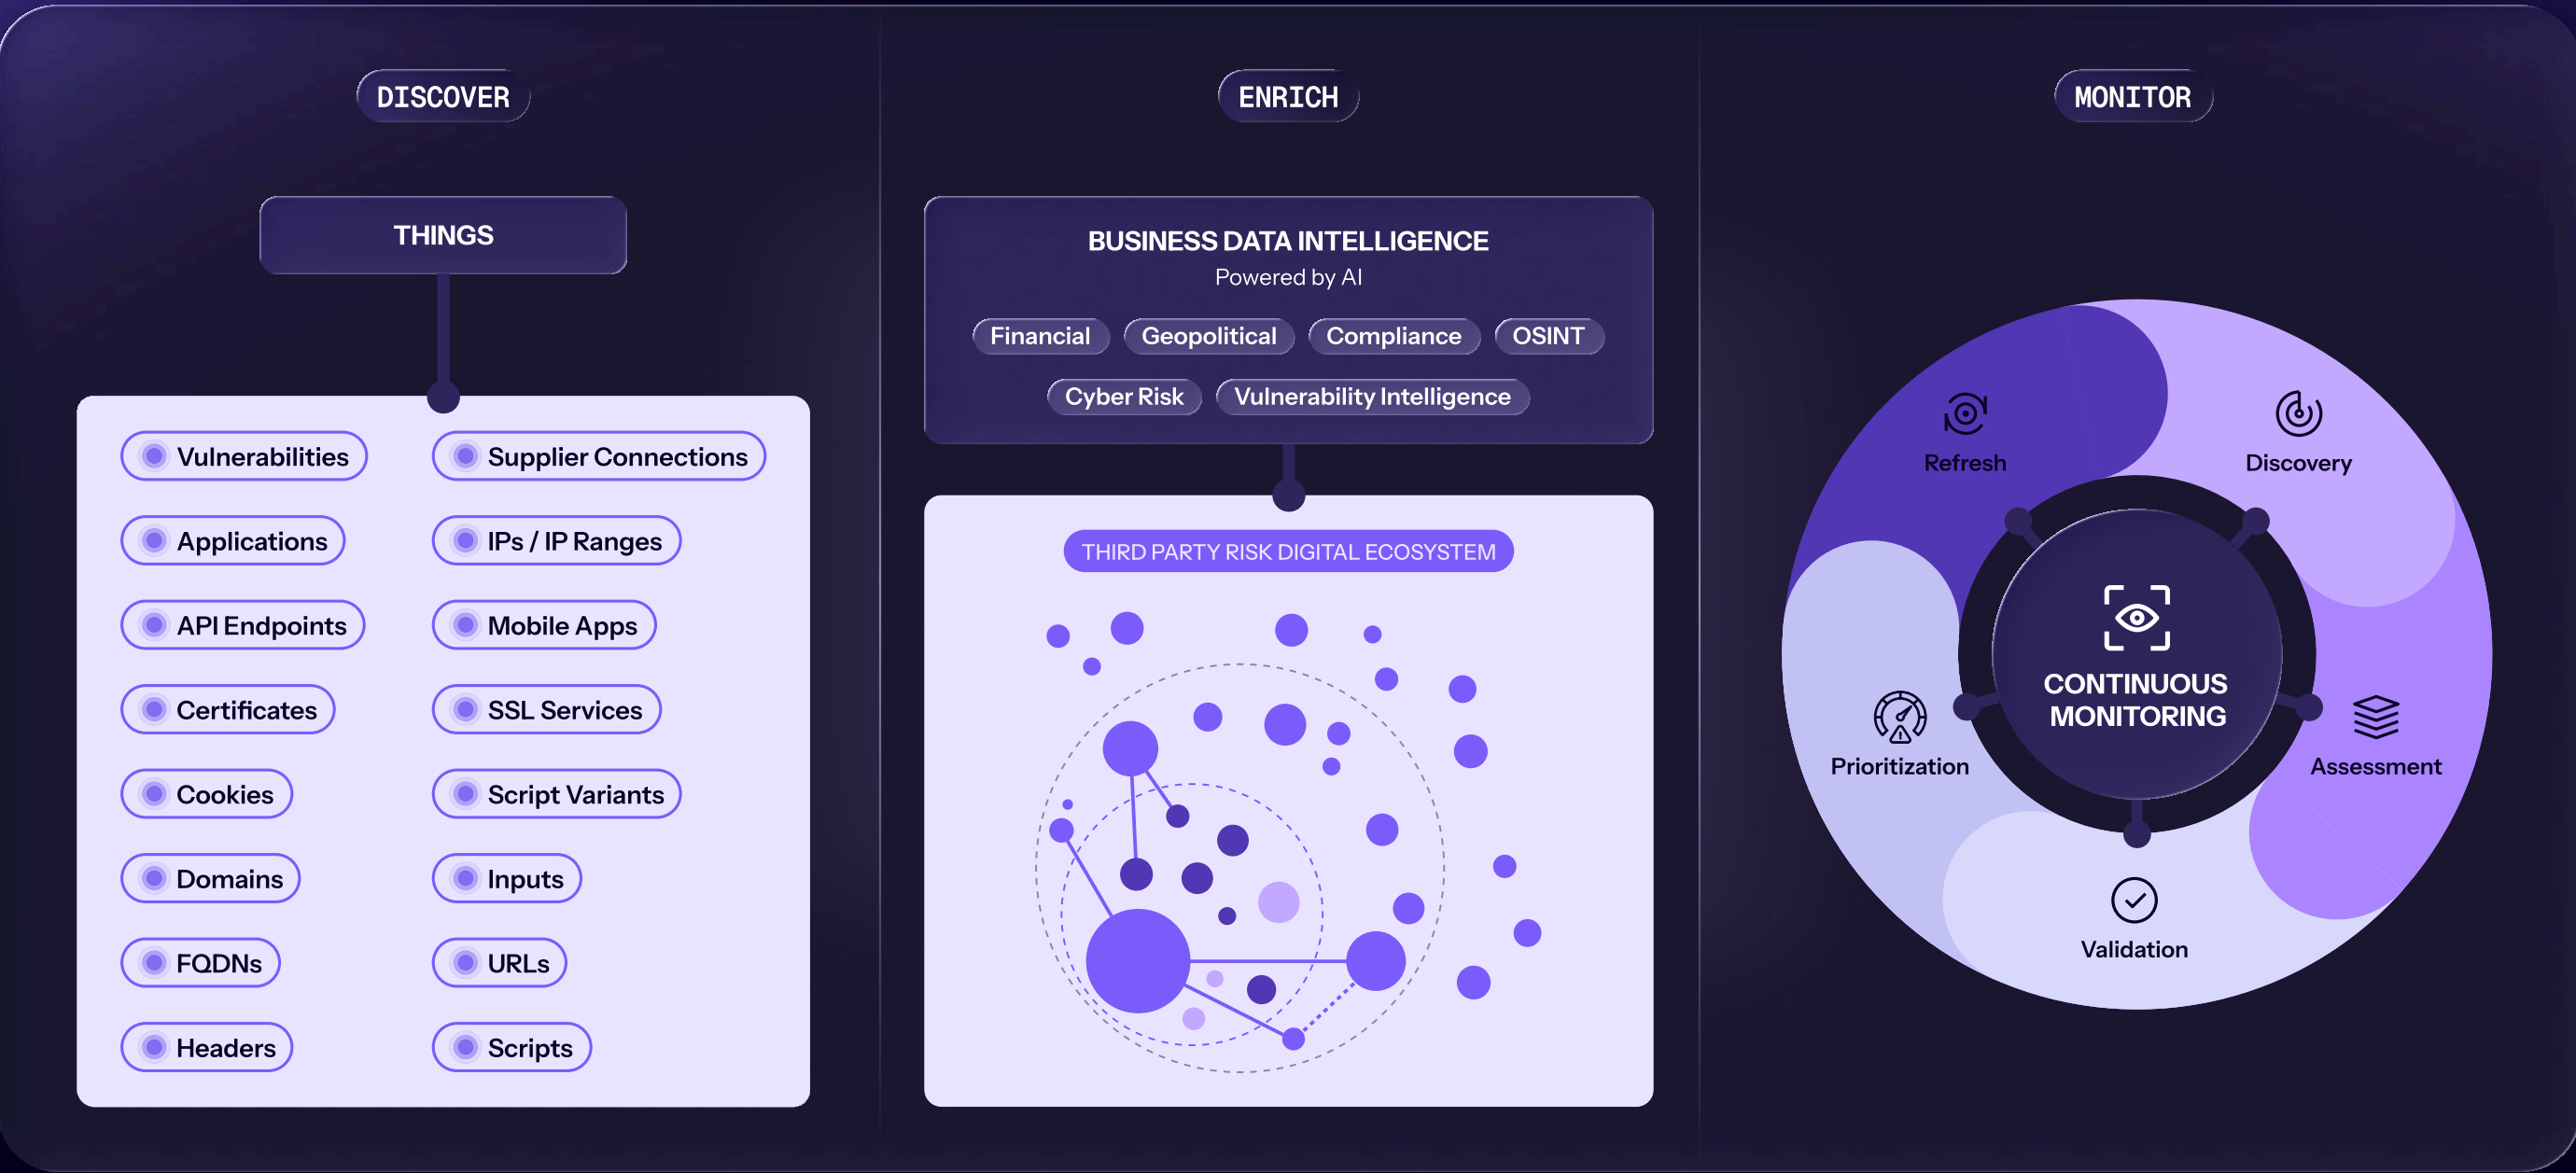 DISCOVER
THINGS
Vulnerabilities
Supplier Connections
Applications
IPs / IP Ranges
API Endpoints
Mobile Apps
Certificates
SSL Services
Cookies
Script Variants
Domains
Inputs
FQDNs
URLs
Headers
Scripts
ENRICH
BUSINESS DATA INTELLIGENCE
Powered by AI
Financial
Geopolitical
Compliance
OSINT
Cyber Risk
Vulnerability Intelligence
THIRD PARTY RISK DIGITAL ECOSYSTEM
MONITOR
Refresh
Discovery
CONTINUOUS
MONITORING
Prioritization
Assessment
Validation